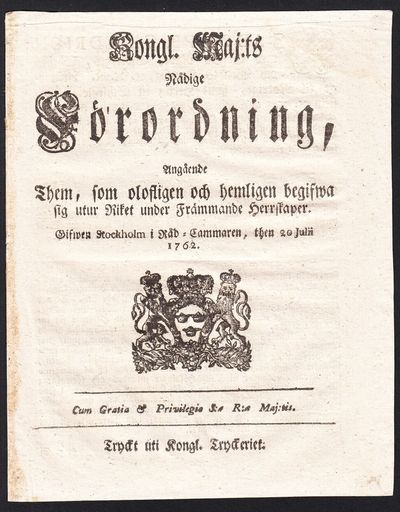 Kongl. Maj:ts
Nådige
Förordning,
Angående
Them, som olofligen och hemligen begifwa
sig utur Riket under Främmande Herrskaper.
Gifwen Stockholm i Råd-Cammaren, then 20 Julii
1762.
Cum Gratia & Privilegio S:æ R:æ Maj:tis.
Tryckt uti Kongl. Tryckeriet.